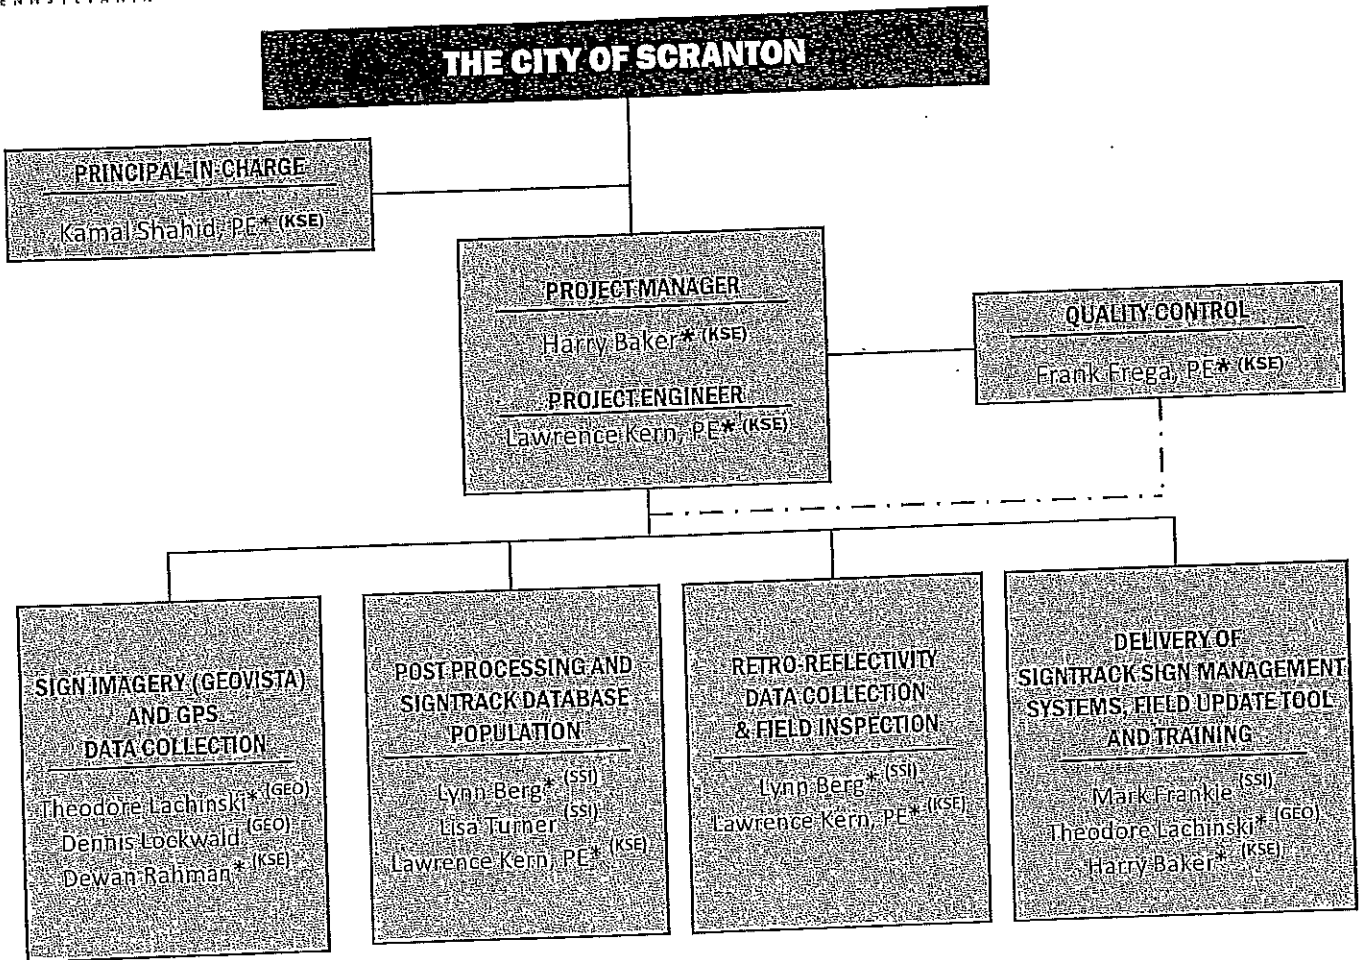 THE CITY OF SCRANTON
PRINCIPAL-IN-CHARGE
Kamal Shahid, PE* (KSE)
PROJECT MANAGER
Harry Baker* (KSE)
PROJECT ENGINEER
Lawrence Kern, PE* (KSE)
QUALITY CONTROL
Frank Frega, PE* (KSE)
SIGN IMAGERY (GEOVISTA)
AND GPS
DATA COLLECTION
Theodore Lachinski* (GEO)
Dennis Lockwald (GEO)
Dewan Rahman* (KSE)
POST PROCESSING AND
SIGNTRACK DATABASE
POPULATION
Lynn Berg* (SSI)
Lisa Turner (SSI)
Lawrence Kern, PE* (KSE)
RETRO-REFLECTIVITY
DATA COLLECTION
& FIELD INSPECTION
Lynn Berg* (SSI)
Lawrence Kern, PE* (KSE)
DELIVERY OF
SIGNTRACK SIGN MANAGEMENT
SYSTEMS, FIELD UPDATE TOOL
AND TRAINING
Mark Frankie (SSI)
Theodore Lachinski* (GEO)
Harry Baker* (KSE)